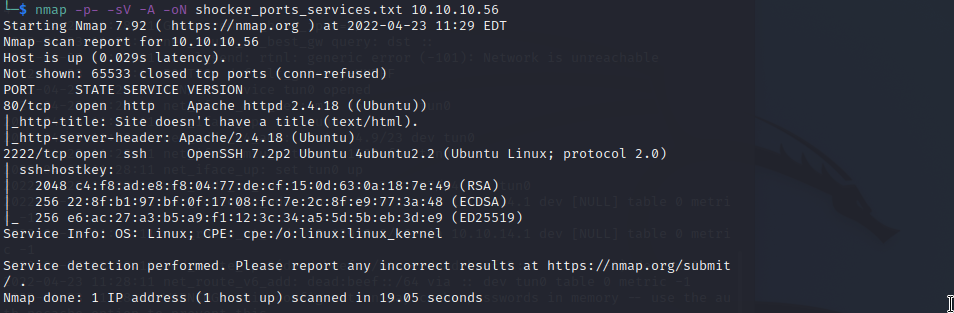 └─$ nmap -p- -sV -A -oN shocker_ports_services.txt 10.10.10.56
Starting Nmap 7.92 ( https://nmap.org ) at 2022-04-23 11:29 EDT
Nmap scan report for 10.10.10.56
Host is up (0.029s latency).
Not shown: 65533 closed tcp ports (conn-refused)
PORT     STATE SERVICE VERSION
80/tcp   open  http    Apache httpd 2.4.18 ((Ubuntu))
|_http-title: Site doesn't have a title (text/html).
|_http-server-header: Apache/2.4.18 (Ubuntu)
2222/tcp open  ssh     OpenSSH 7.2p2 Ubuntu 4ubuntu2.2 (Ubuntu Linux; protocol 2.0)
| ssh-hostkey:
|   2048 c4:f8:ad:e8:f8:04:77:de:cf:15:0d:63:0a:18:7e:49 (RSA)
|   256 22:8f:b1:97:bf:0f:17:08:fc:7e:2c:8f:e9:77:3a:48 (ECDSA)
|_  256 e6:ac:27:a3:b5:a9:f1:12:3c:34:a5:5d:5b:eb:3d:e9 (ED25519)
Service Info: OS: Linux; CPE: cpe:/o:linux:linux_kernel
Service detection performed. Please report any incorrect results at https://nmap.org/submit
/ .
Nmap done: 1 IP address (1 host up) scanned in 19.05 seconds